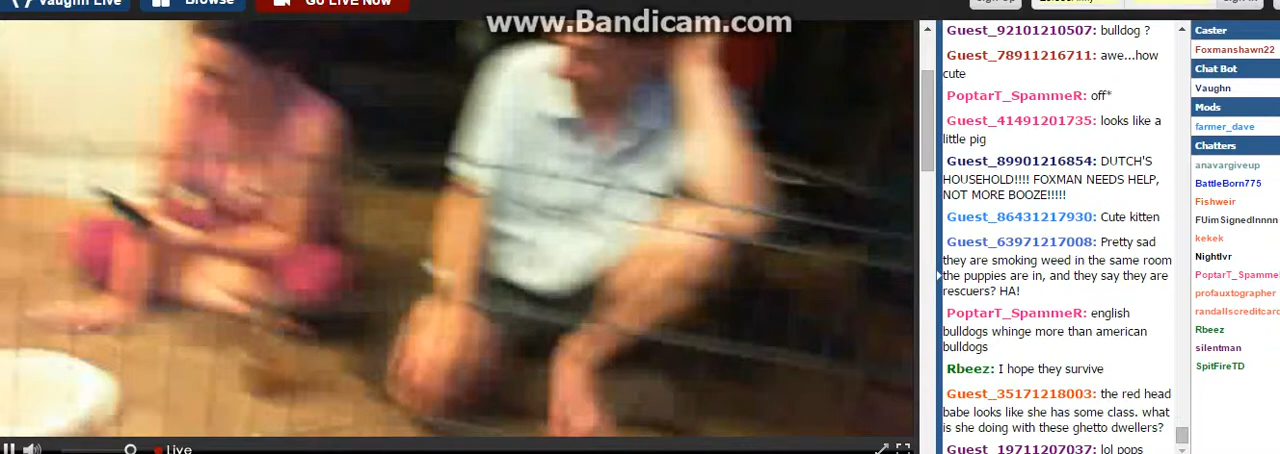 Vaughn Live
Browse
Go Live Now
www.Bandicam.com
Sign Up
Sign In
Guest_92101210507: bulldog ?
Guest_78911216711: awe...how
cute
PoptarT_SpammeR: off*
Guest_41491201735: looks like a
little pig
Guest_89901216854: DUTCH'S
HOUSEHOLD!!!! FOXMAN NEEDS HELP,
NOT MORE BOOZE!!!!!
Guest_86431217930: Cute kitten
Guest_63971217008: Pretty sad
they are smoking weed in the same room
the puppies are in, and they say they are
rescuers? HA!
PoptarT_SpammeR: english
bulldogs whinge more than american
bulldogs
Rbeez: I hope they survive
Guest_35171218003: the red head
babe looks like she has some class. what
is she doing with these ghetto dwellers?
Guest_19711207037: lol pops
Caster
Foxmanshawn22
Chat Bot
Vaughn
Mods
farmer_dave
Chatters
anavargiveup
BattleBorn775
Fishweir
FUimSignedInnnn
kekek
Nightlvr
PoptarT_Spamme
profauxtographer
randallscreditcard
Rbeez
silentman
SpitFireTD
Live